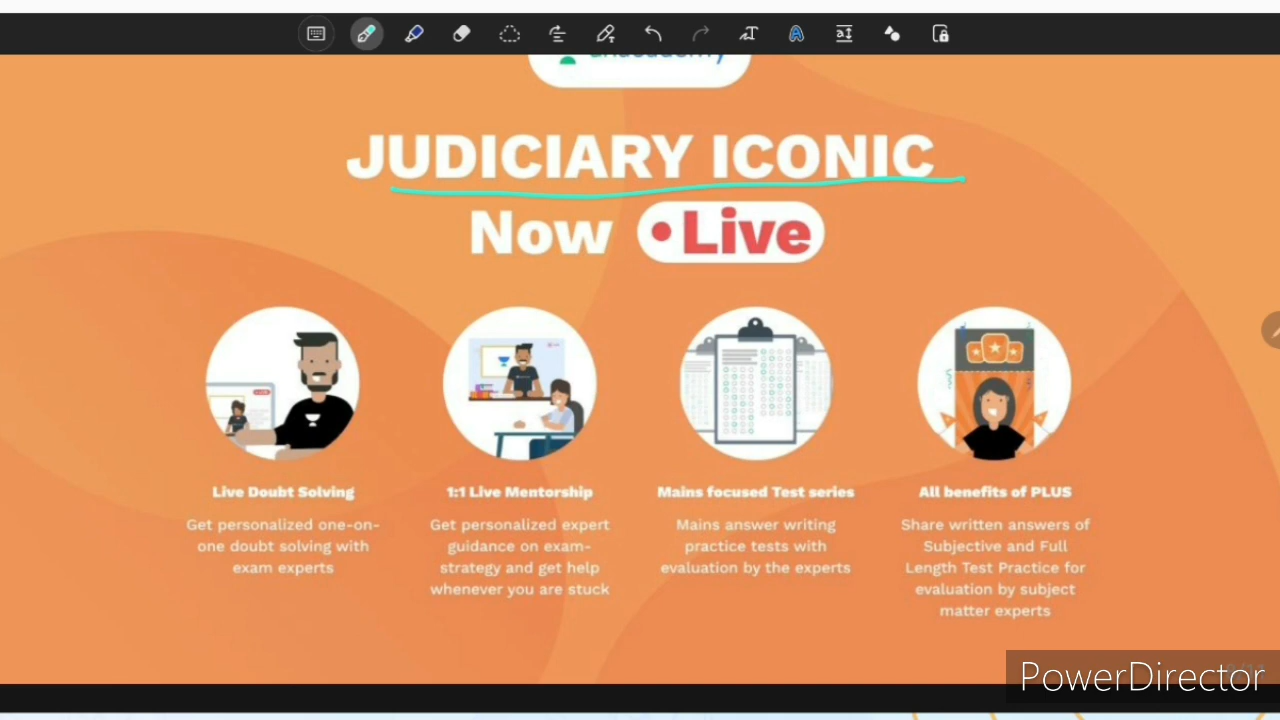 JUDICIARY ICONIC
Now • Live
Live Doubt Solving
Get personalized one-on-
one doubt solving with
exam experts
1:1 Live Mentorship
Get personalized expert
guidance on exam-
strategy and get help
whenever you are stuck
Mains focused Test series
Mains answer writing
practice tests with
evaluation by the experts
All benefits of PLUS
Share written answers of
Subjective and Full
Length Test Practice for
evaluation by subject
matter experts
PowerDirector